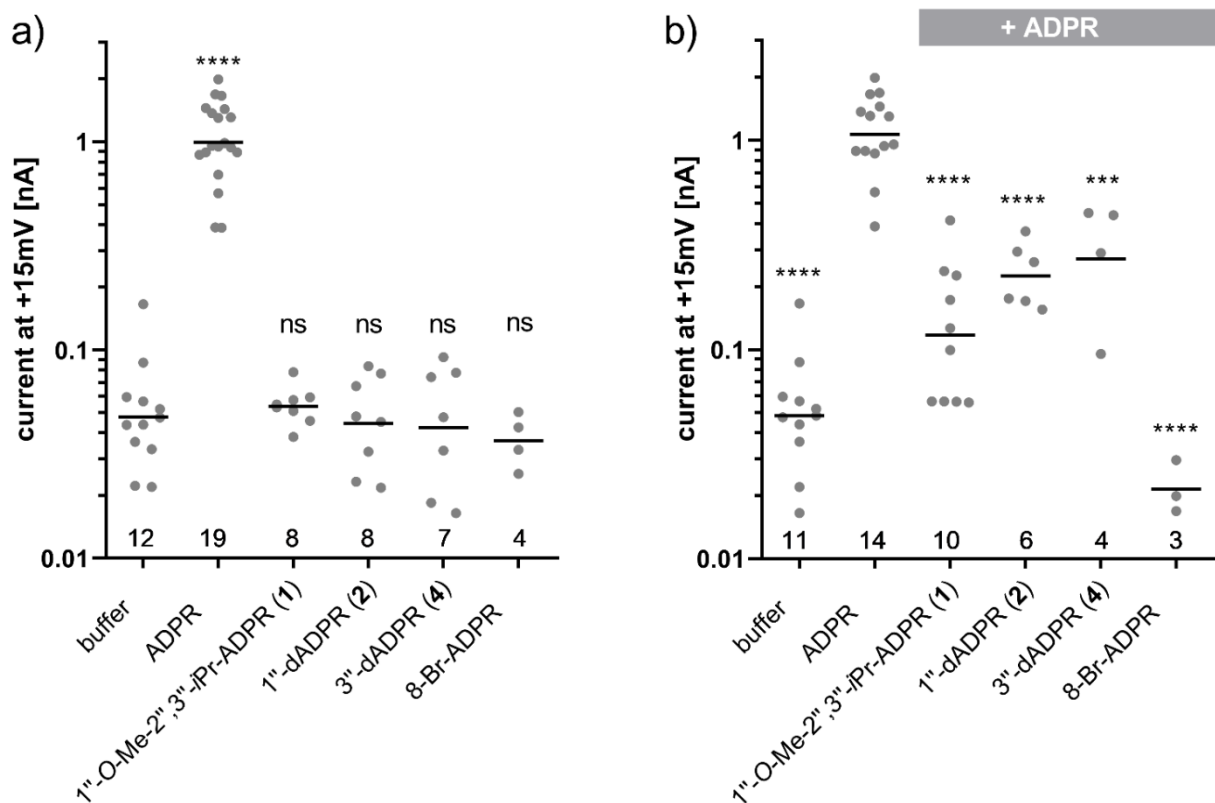 a)
****
1
0.1
0.01
current at +15mV [nA]
ns ns ns ns
12 19 8 8 7 4
buffer
ADPR
1"-O-Me-2",3"-iPr-ADPR (1)
1"-dADPR (2)
3"-dADPR (4)
8-Br-ADPR
b)
+ ADPR
1
0.1
0.01
current at +15mV [nA]
**** **** **** *** ****
11 14 10 6 4 3
buffer
ADPR
1"-O-Me-2",3"-iPr-ADPR (1)
1"-dADPR (2)
3"-dADPR (4)
8-Br-ADPR